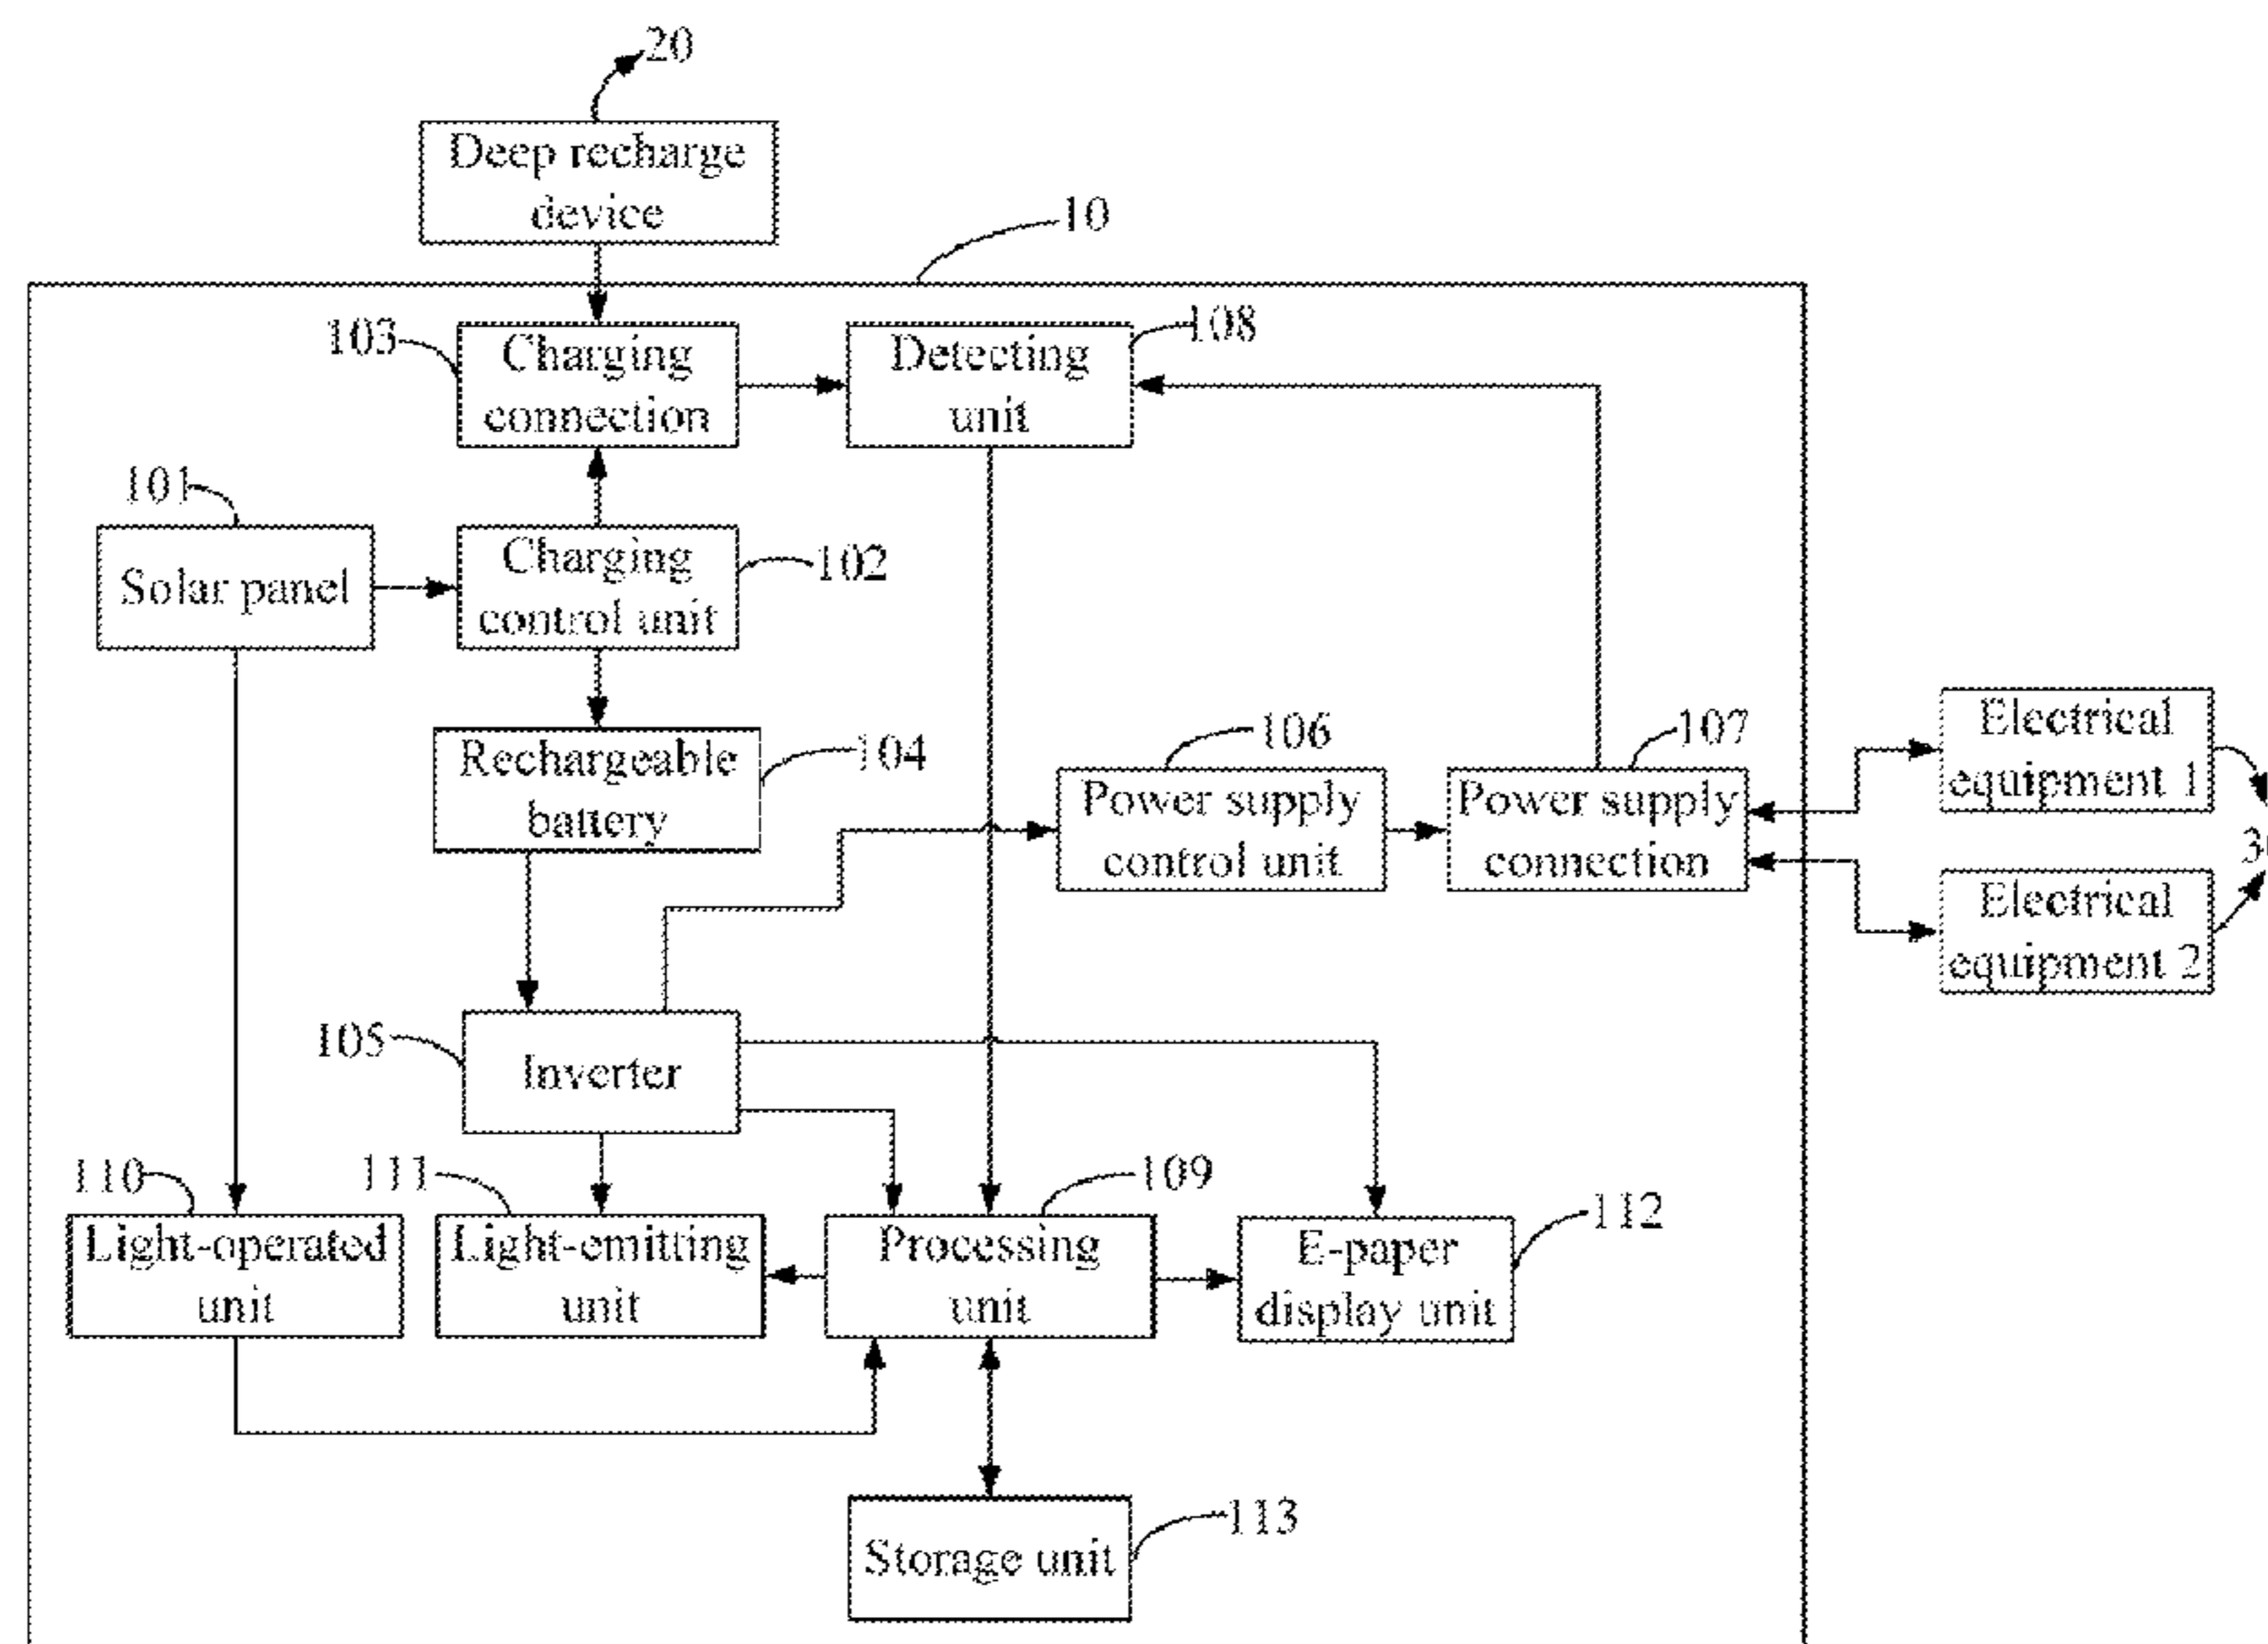 20
Deep recharge
device
10
103
Charging
connection
Detecting
unit
108
101
Solar panel
Charging
control unit
102
Rechargeable
battery
104
106
Power supply
control unit
107
Power supply
connection
Electrical
equipment 1
Electrical
equipment 2
105
Inverter
110
Light-operated
unit
111
Light-emitting
unit
109
Processing
unit
112
E-paper
display unit
Storage unit
113